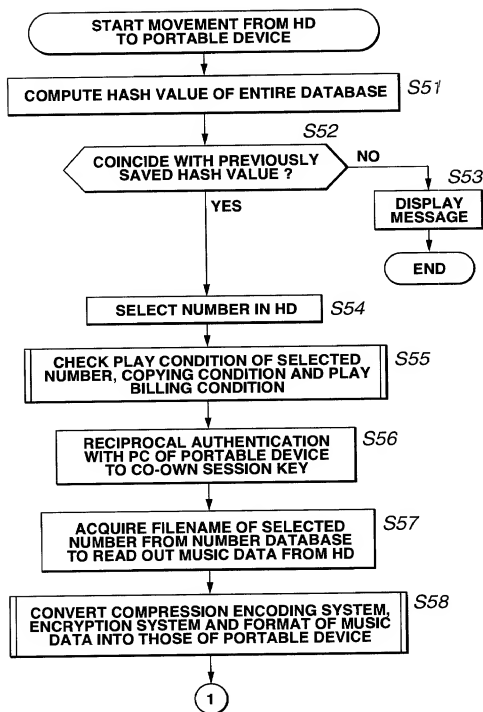 START MOVEMENT FROM HD
TO PORTABLE DEVICE
COMPUTE HASH VALUE OF ENTIRE DATABASE
S51
S52
COINCIDE WITH PREVIOUSLY
SAVED HASH VALUE ?
NO
S53
DISPLAY
MESSAGE
YES
END
SELECT NUMBER IN HD
S54
CHECK PLAY CONDITION OF SELECTED
NUMBER, COPYING CONDITION AND PLAY
BILLING CONDITION
S55
RECIPROCAL AUTHENTICATION
WITH PC OF PORTABLE DEVICE
TO CO-OWN SESSION KEY
S56
ACQUIRE FILENAME OF SELECTED
NUMBER FROM NUMBER DATABASE
TO READ OUT MUSIC DATA FROM HD
S57
CONVERT COMPRESSION ENCODING SYSTEM,
ENCRYPTION SYSTEM AND FORMAT OF MUSIC
DATA INTO THOSE OF PORTABLE DEVICE
S58
1